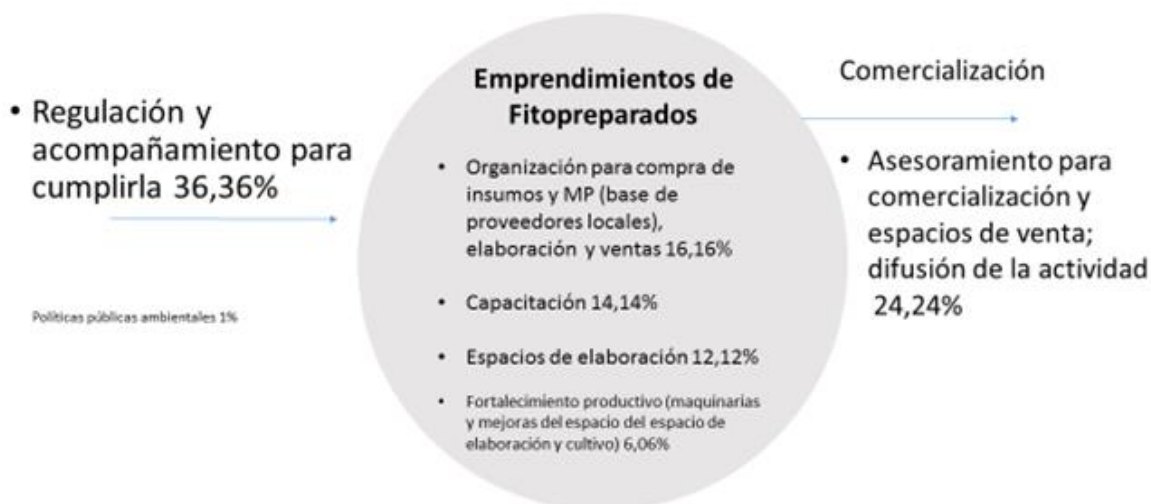 • Regulación y
acompañamiento para
cumplirla 36,36%
Políticas públicas ambientales 1%
Emprendimientos de
Fitopreparados
• Organización para compra de
insumos y MP (base de
proveedores locales),
elaboración y ventas 16,16%
• Capacitación 14,14%
• Espacios de elaboración 12,12%
• Fortalecimiento productivo (maquinarias
y mejoras del espacio del espacio de
elaboración y cultivo) 6,06%
Comercialización
• Asesoramiento para
comercialización y
espacios de venta;
difusión de la actividad
24,24%